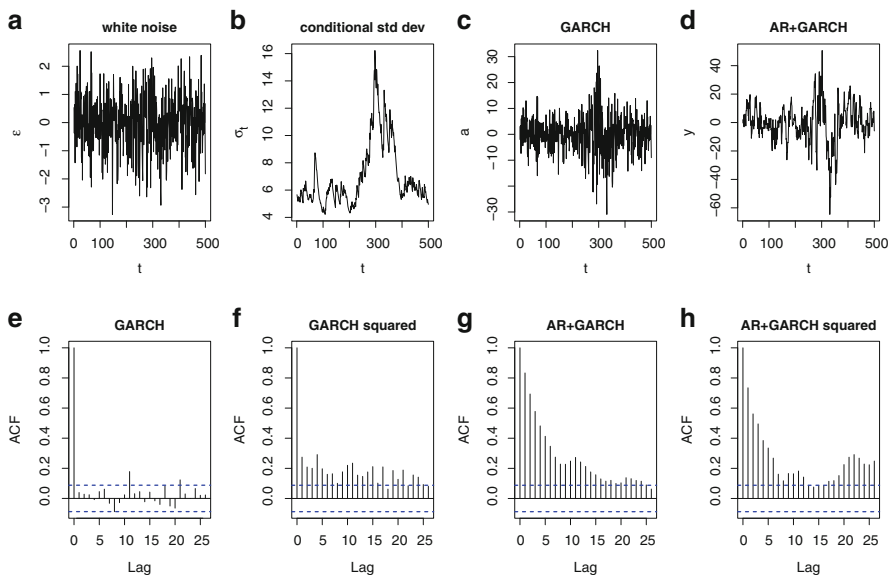 a white noise
ε
2
1
0
−1
−2
−3
0 100 300 500
t
b conditional std dev
σt
16
14
12
10
8
6
4
0 100 300 500
t
c GARCH
a
30
20
10
0
−10
−30
0 100 300 500
t
d AR+GARCH
y
40
20
0
−20
−40
−60
0 100 300 500
t
e GARCH
ACF
1.0
0.8
0.6
0.4
0.2
0.0
0 5 10 15 20 25
Lag
f GARCH squared
ACF
1.0
0.8
0.6
0.4
0.2
0.0
0 5 10 15 20 25
Lag
g AR+GARCH
ACF
1.0
0.8
0.6
0.4
0.2
0.0
0 5 10 15 20 25
Lag
h AR+GARCH squared
ACF
1.0
0.8
0.6
0.4
0.2
0.0
0 5 10 15 20 25
Lag